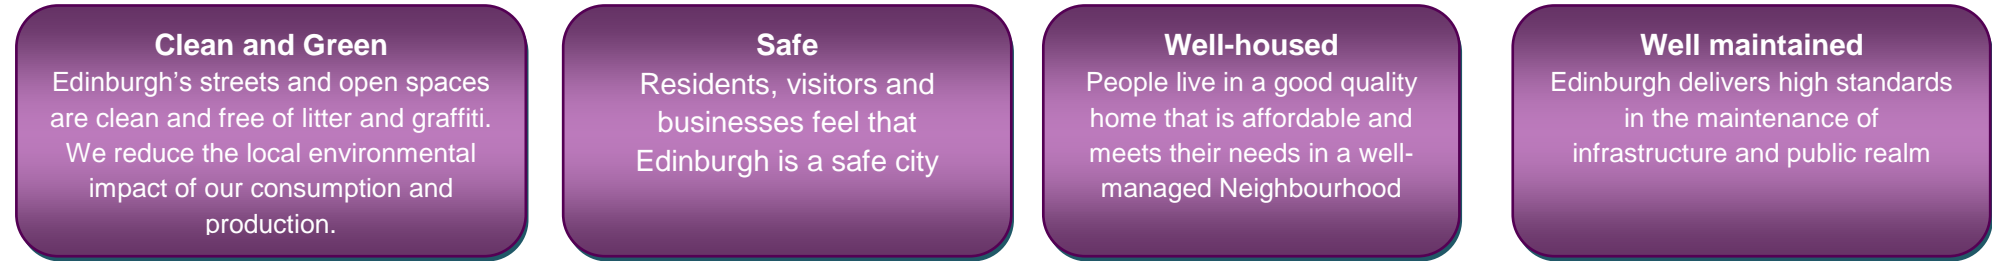 Clean and Green
Edinburgh’s streets and open spaces
are clean and free of litter and graffiti.
We reduce the local environmental
impact of our consumption and
production.
Safe
Residents, visitors and
businesses feel that
Edinburgh is a safe city
Well-housed
People live in a good quality
home that is affordable and
meets their needs in a well-
managed Neighbourhood
Well maintained
Edinburgh delivers high standards
in the maintenance of
infrastructure and public realm